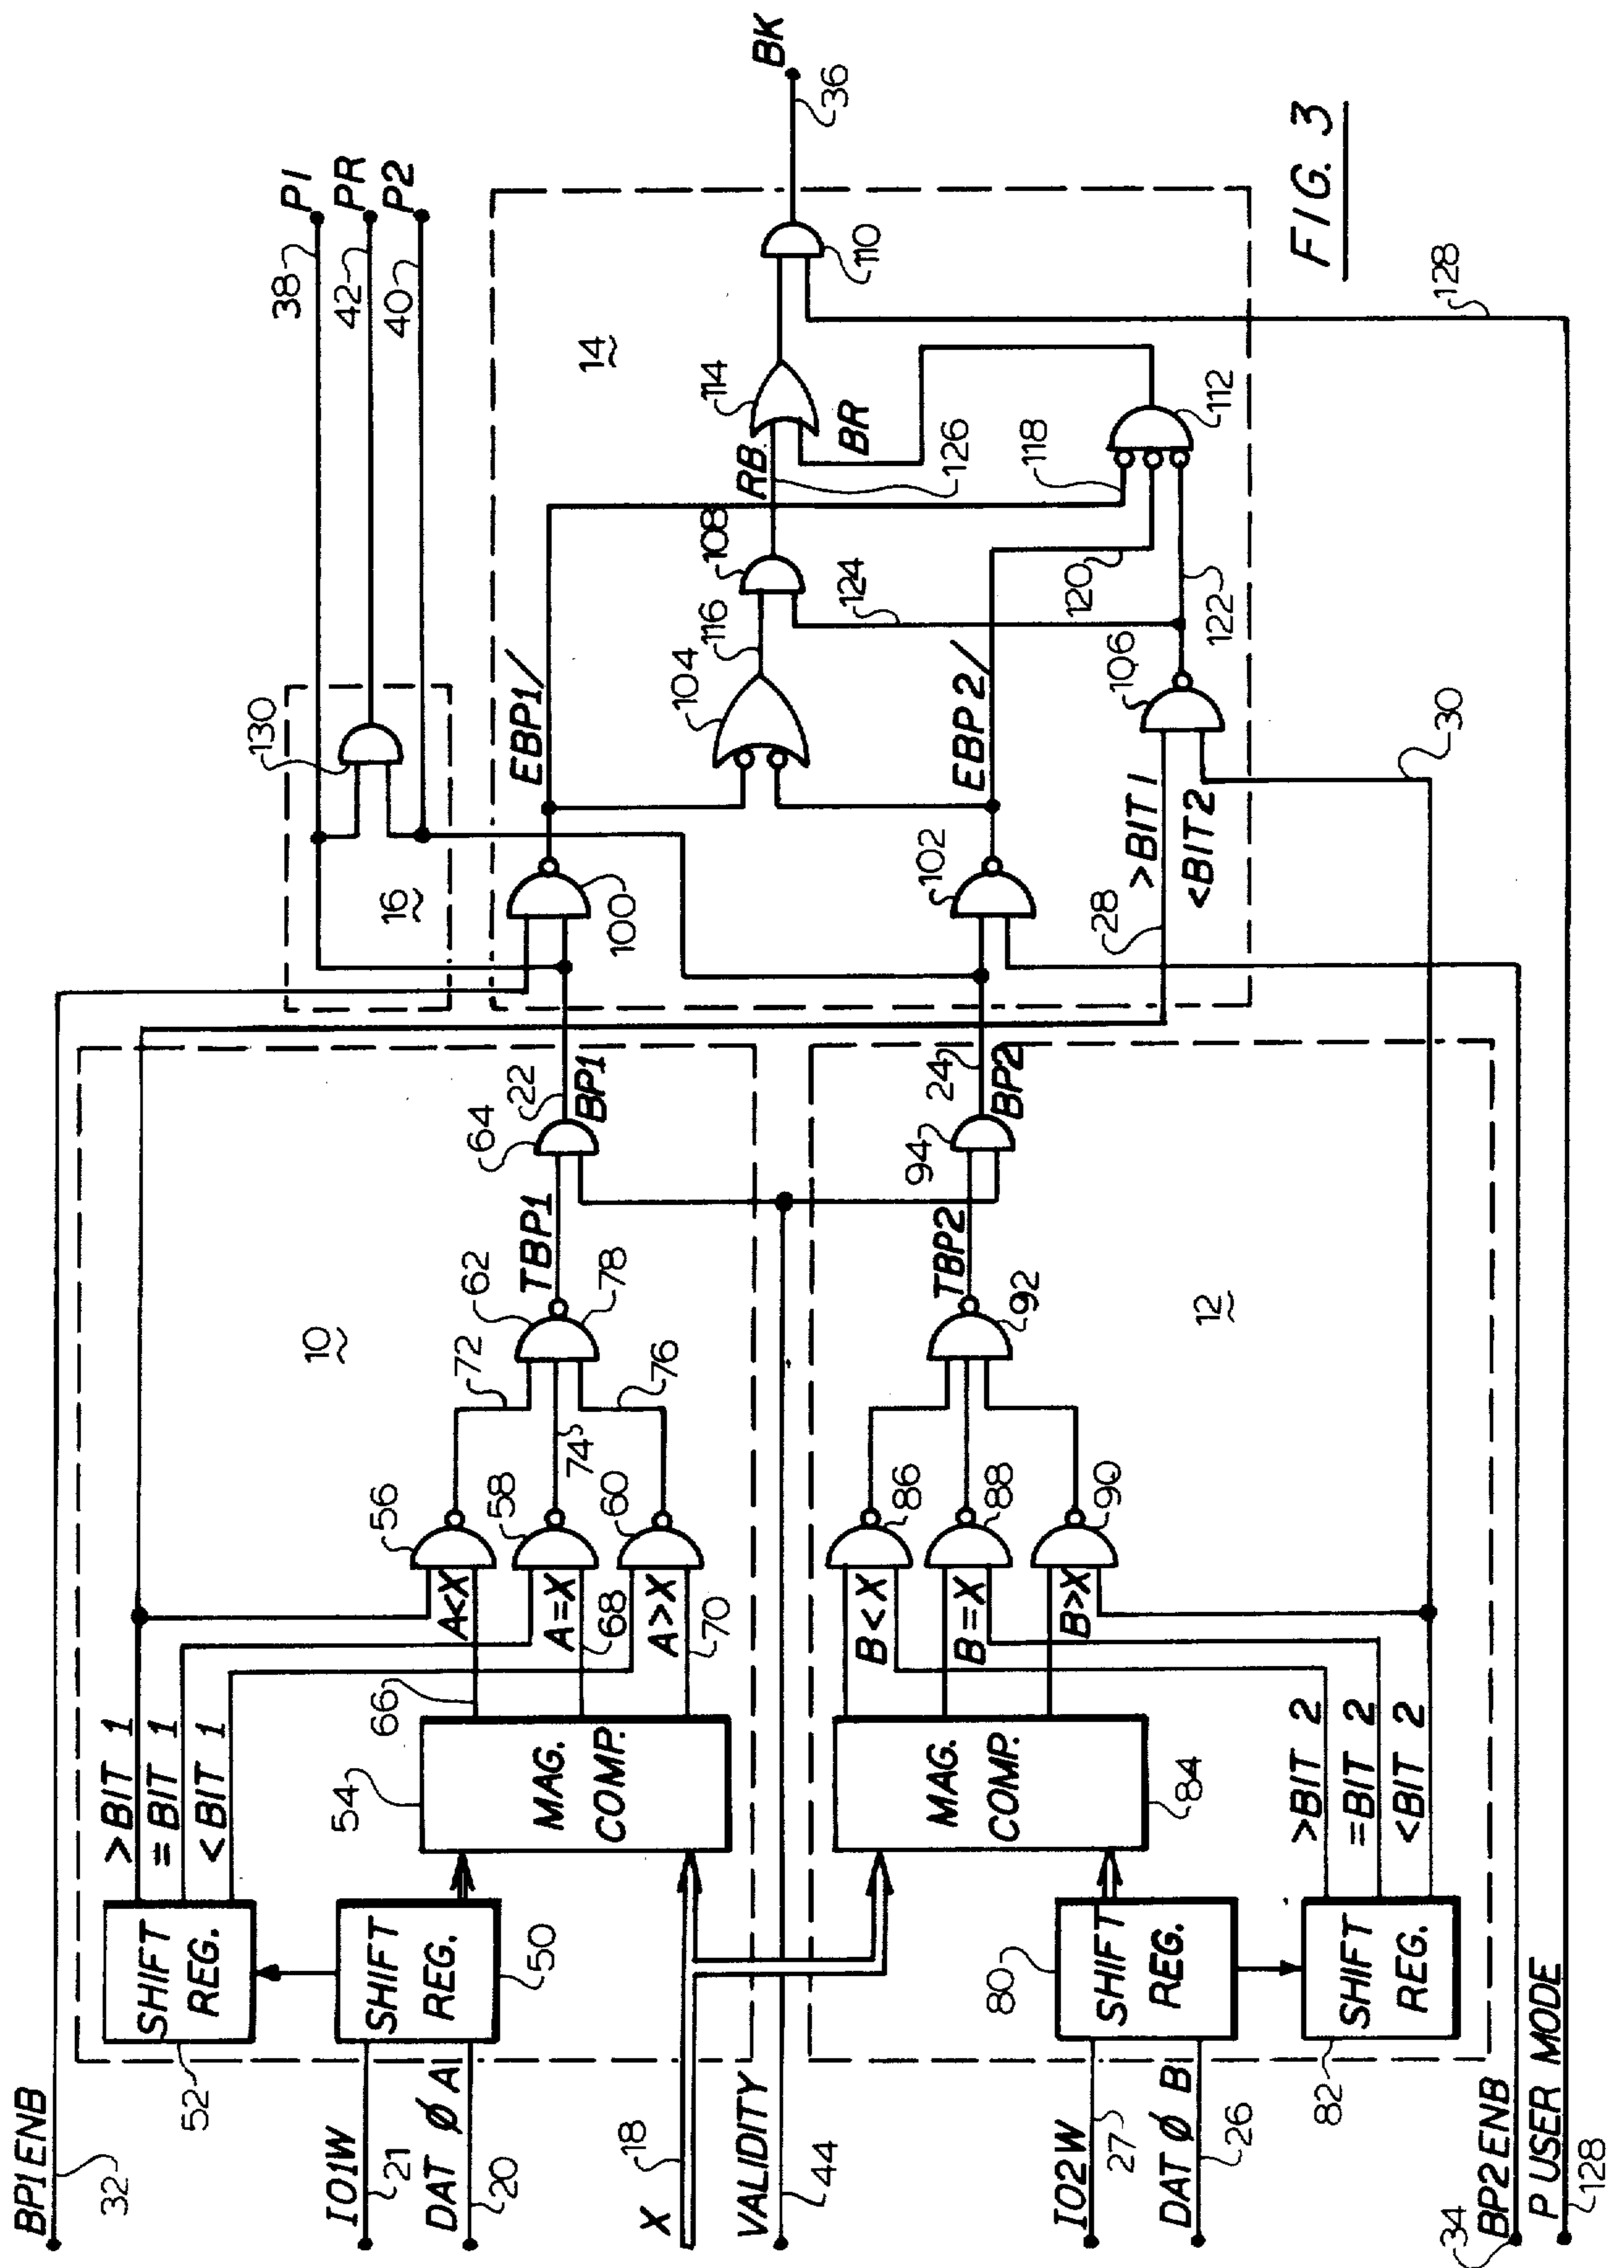 BP1ENB
32
IO1W
21
DAT Ø A
20
X
18
VALIDITY
44
IO2W
27
DAT Ø B
26
34
BP2ENB
P USER MODE
128
52
SHIFT
REG.
SHIFT
REG.
50
80
SHIFT
REG.
82
SHIFT
REG.
>BIT 1
=BIT 1
<BIT 1
54
MAG.
COMP.
MAG.
COMP.
84
>BIT 2
=BIT 2
<BIT 2
66
A<X
A=X
68
A>X
70
B<X
B=X
B>X
56
58
60
86
88
90
72
74
76
10
62
78
92
12
TBP1
TBP2
64
22
BP1
94
24
BP2
16
130
100
102
28
>BIT 1
<BIT 2
30
EBP1/
EBP2/
104
106
116
108
124
120
122
RB
126
118
BR
114
112
14
110
128
38
42
40
P1
PR
P2
36
BK
FIG. 3